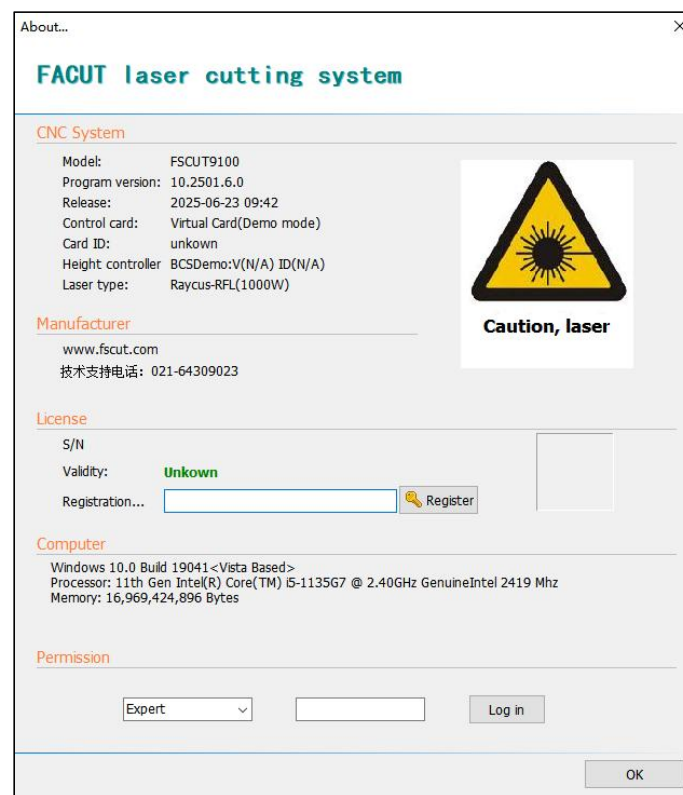 About...
FACUT laser cutting system
CNC System
Model: FSCUT9100
Program version: 10.2501.6.0
Release: 2025-06-23 09:42
Control card: Virtual Card(Demo mode)
Card ID: unkown
Height controller BCSDemo:V(N/A) ID(N/A)
Laser type: Raycus-RFL(1000W)
Caution, laser
Manufacturer
www.fscut.com
技术支持电话：021-64309023
License
S/N
Validity: Unkown
Registration... Register
Computer
Windows 10.0 Build 19041<Vista Based>
Processor: 11th Gen Intel(R) Core(TM) i5-1135G7 @ 2.40GHz GenuineIntel 2419 Mhz
Memory: 16,969,424,896 Bytes
Permission
Expert Log in
OK